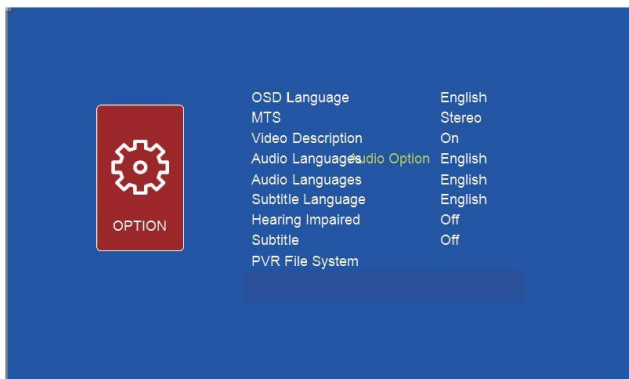 OSD Language English
MTS Stereo
Video Description On
Audio Languages Audio Option English
Audio Languages English
Subtitle Language English
Hearing Impaired Off
Subtitle Off
PVR File System
OPTION